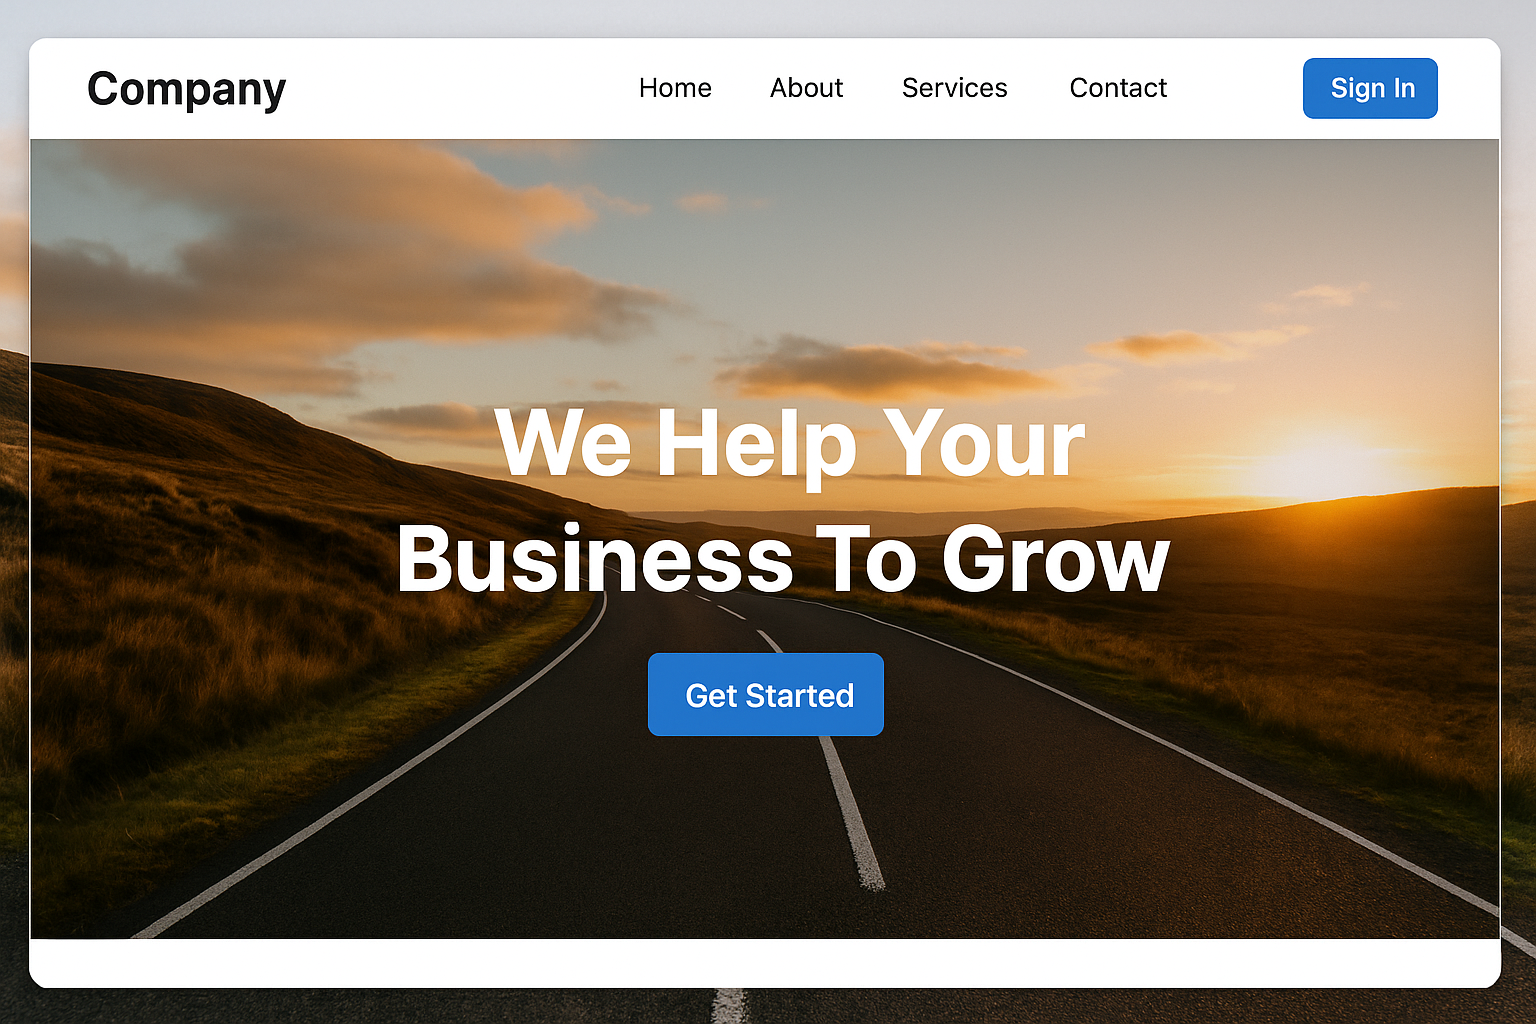 Company
Home About Services Contact
Sign In
We Help Your
Business To Grow
Get Started